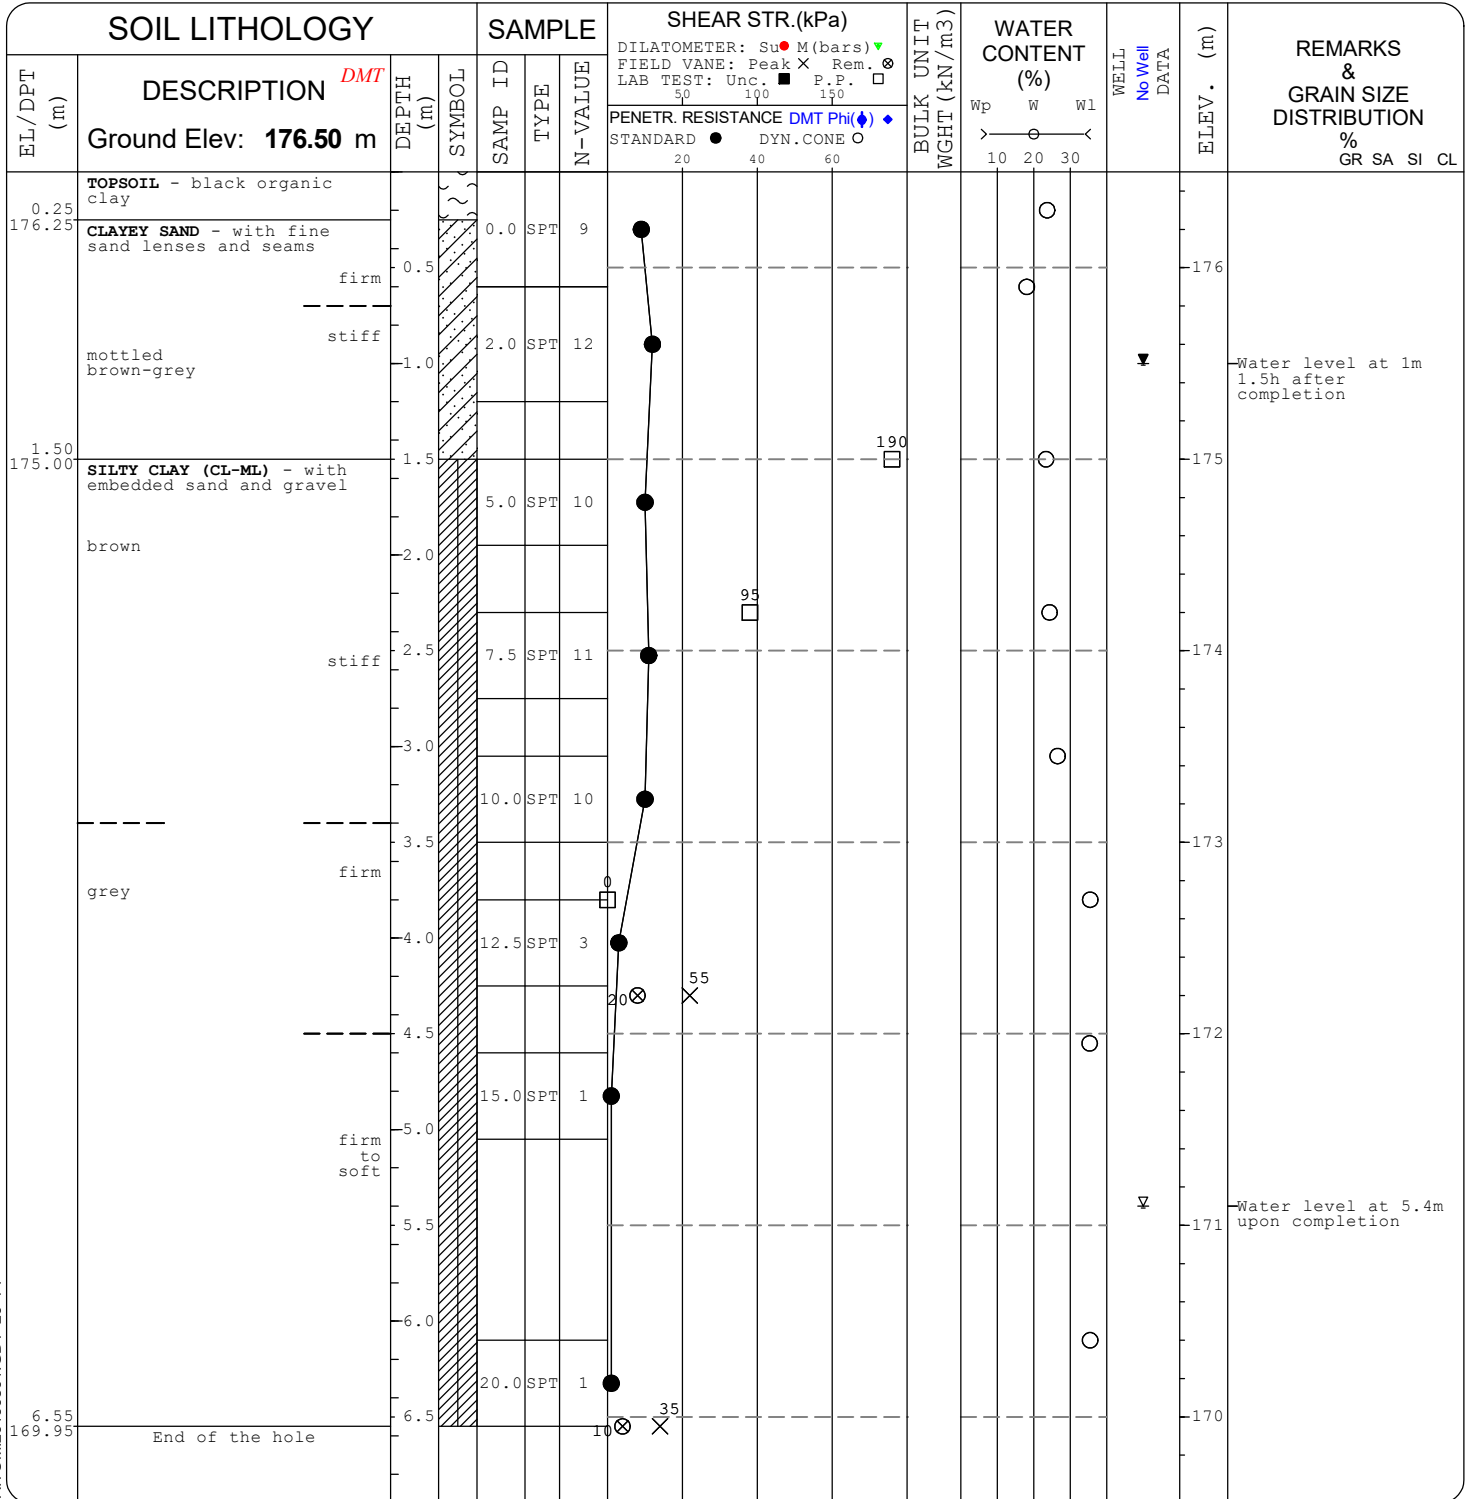 SOIL LITHOLOGY
SAMPLE
SHEAR STR.(kPa)
DILATOMETER: Su M(bars)
FIELD VANE: Peak Rem.
LAB TEST: Unc. P.P.
50 100 150
PENETR. RESISTANCE DMT Phi(ϕ)
STANDARD DYN.CONE
20 40 60
BULK UNIT
WGHT (kN/m3)
WATER
CONTENT
(%)
Wp W Wl
10 20 30
WELL
No Well
DATA
ELEV. (m)
REMARKS
&
GRAIN SIZE
DISTRIBUTION
%
GR SA SI CL
EL/DPT
(m)
DESCRIPTION
DMT
Ground Elev: 176.50 m
DEPTH
(m)
SYMBOL
SAMP ID
TYPE
N-VALUE
TOPSOIL - black organic
clay
0.25
176.25
CLAYEY SAND - with fine
sand lenses and seams
0.0 SPT 9
0.5
176
firm
stiff
2.0 SPT 12
mottled
brown-grey
1.0
Water level at 1m
1.5h after
completion
190
1.50
175.00
1.5
175
SILTY CLAY (CL-ML) - with
embedded sand and gravel
5.0 SPT 10
brown
2.0
95
2.5
174
stiff
7.5 SPT 11
3.0
10.0 SPT 10
3.5
173
firm
0
grey
4.0
12.5 SPT 3
55
20
4.5
172
15.0 SPT 1
5.0
firm
to
soft
Water level at 5.4m
upon completion
5.5
171
6.0
20.0 SPT 1
35
10
6.55
169.95
6.5
170
End of the hole